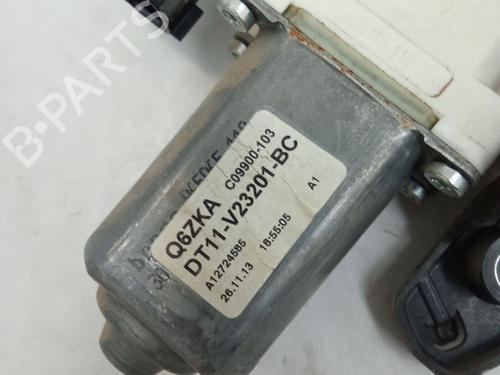 B-PARTS
Q6ZKA C09900-103
DT11-V23201-BC
A12724585 A1
26.11.13 18:55:05